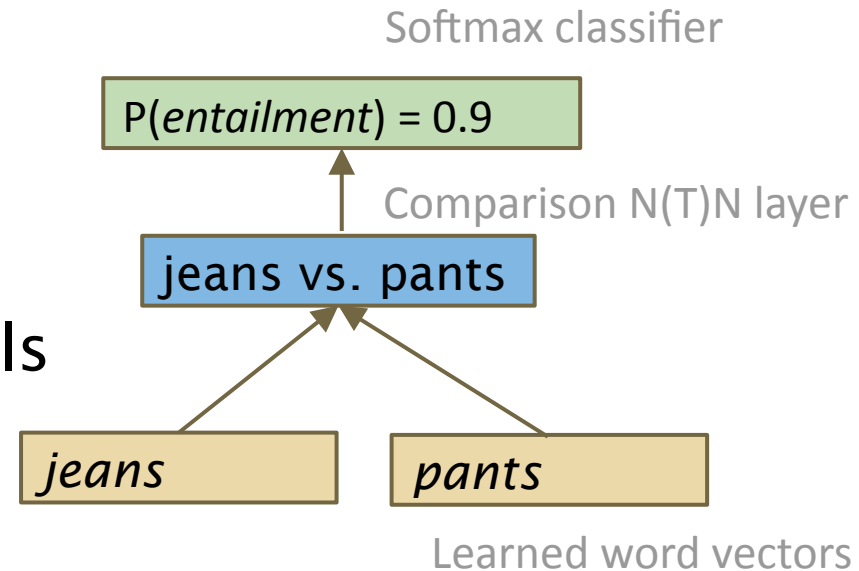 Softmax classifier
P(entailment) = 0.9
Comparison N(T)N layer
jeans vs. pants
ls
jeans
pants
Learned word vectors